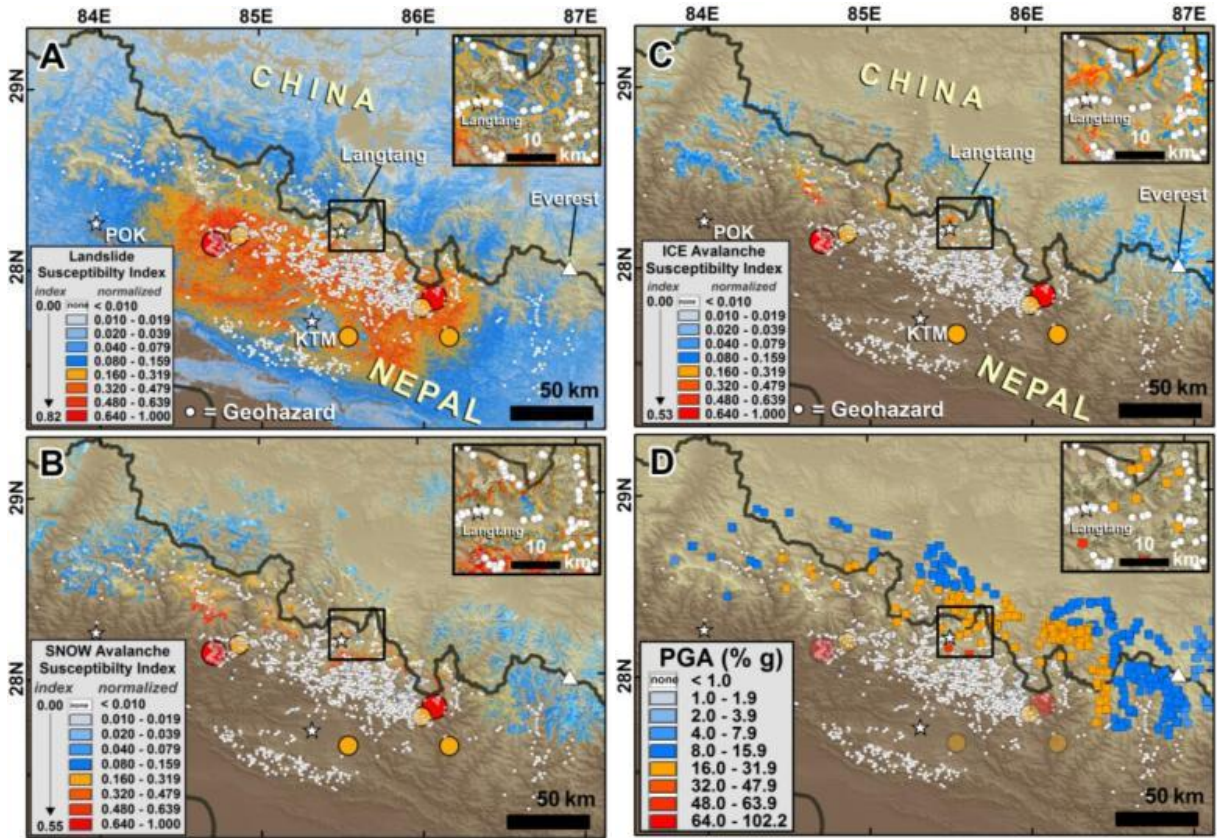 84E 85E 86E 87E
84E 85E 86E 87E
A
29N
28N
CHINA
Langtang
Everest
POK
KTM
NEPAL
Langtang
10
km
Landslide
Susceptibilty Index
index normalized
0.00 none < 0.010
0.010 - 0.019
0.020 - 0.039
0.040 - 0.079
0.080 - 0.159
0.160 - 0.319
0.320 - 0.479
0.480 - 0.639
0.82 0.640 - 1.000
= Geohazard
50 km
C
29N
28N
CHINA
Langtang
Everest
POK
KTM
NEPAL
Langtang
10
km
ICE Avalanche
Susceptibilty Index
index normalized
0.00 none < 0.010
0.010 - 0.019
0.020 - 0.039
0.040 - 0.079
0.080 - 0.159
0.160 - 0.319
0.320 - 0.479
0.480 - 0.639
0.53 0.640 - 1.000
= Geohazard
50 km
84E 85E 86E 87E
84E 85E 86E 87E
B
29N
28N
Langtang
10
km
SNOW Avalanche
Susceptibilty Index
index normalized
0.00 none < 0.010
0.010 - 0.019
0.020 - 0.039
0.040 - 0.079
0.080 - 0.159
0.160 - 0.319
0.320 - 0.479
0.480 - 0.639
0.55 0.640 - 1.000
50 km
D
29N
28N
Langtang
10
km
PGA (% g)
none < 1.0
1.0 - 1.9
2.0 - 3.9
4.0 - 7.9
8.0 - 15.9
16.0 - 31.9
32.0 - 47.9
48.0 - 63.9
64.0 - 102.2
50 km